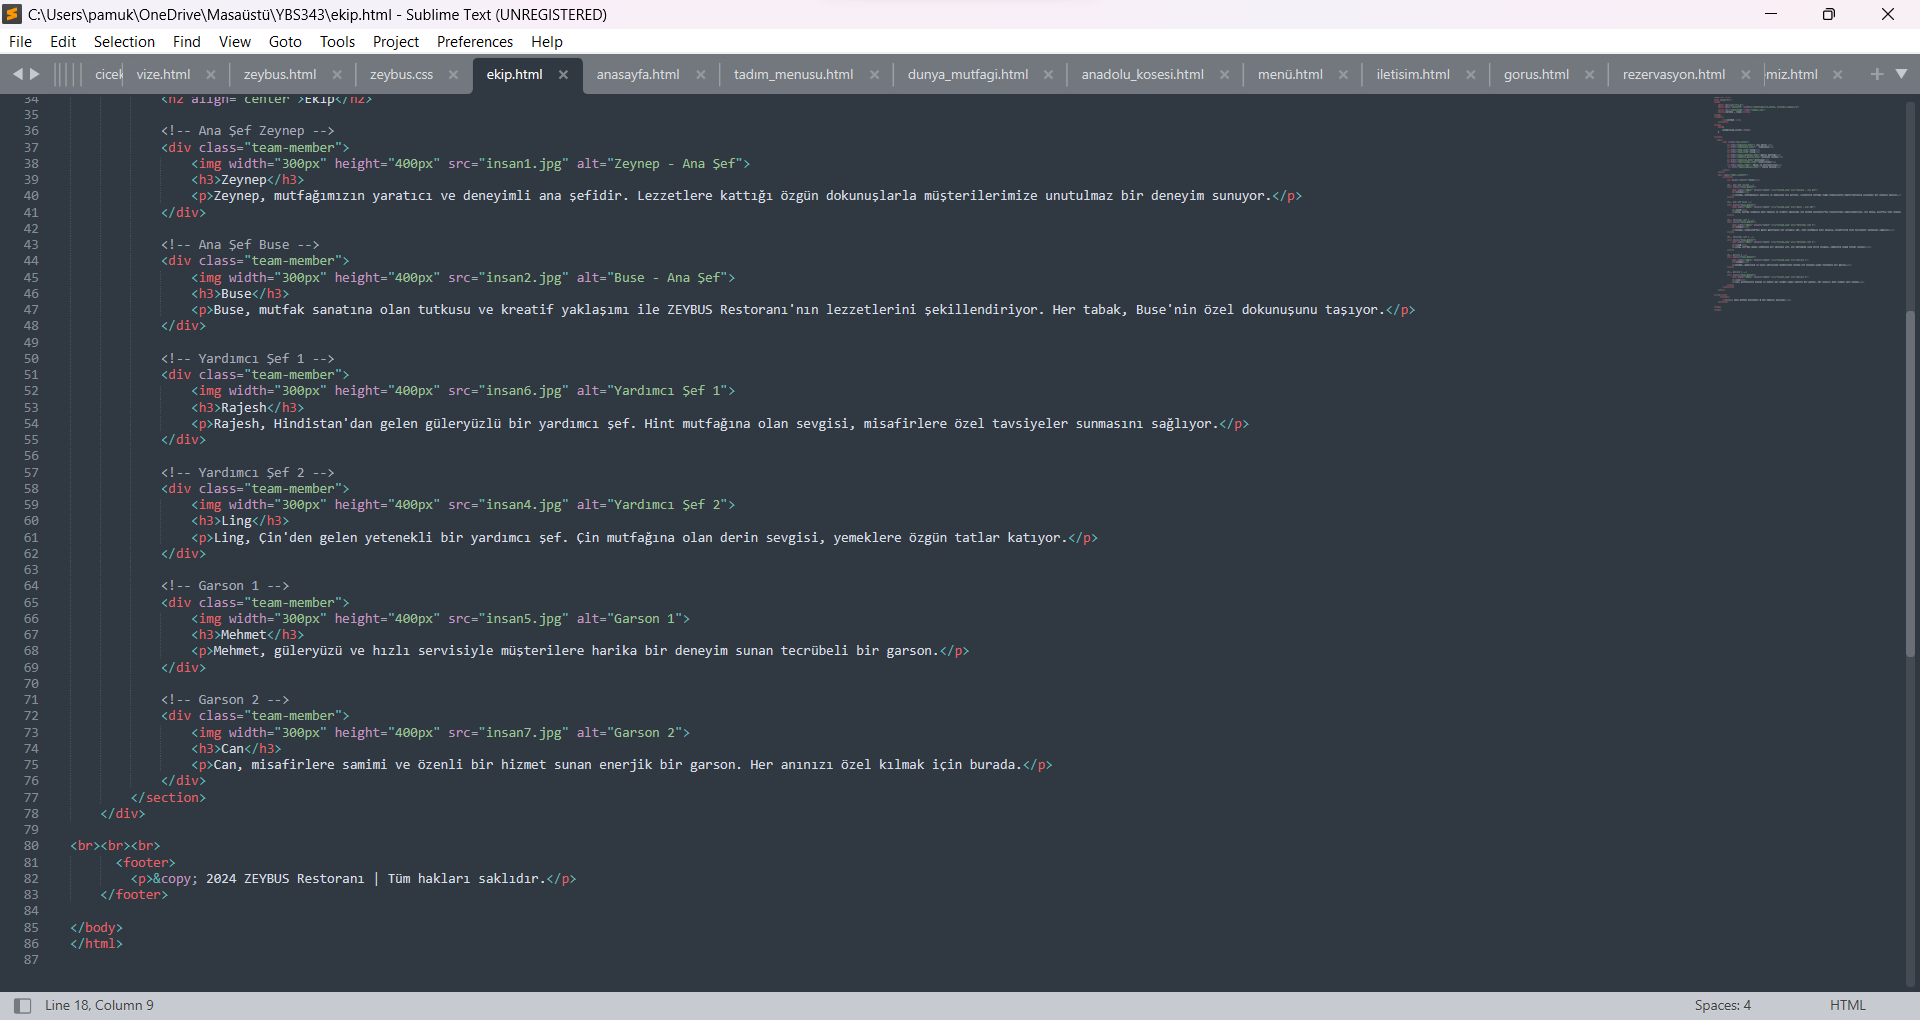 C:\Users\pamuk\OneDrive\Masaüstü\YBS343\ekip.html - Sublime Text (UNREGISTERED)
File Edit Selection Find View Goto Tools Project Preferences Help
cicek vize.html zeybus.html zeybus.css ekip.html anasayfa.html tadım_menusu.html dunya_mutfagi.html anadolu_kosesi.html menü.html iletisim.html gorus.html rezervasyon.html miz.html
34 <h2 align="center">Ekip</h2>
35
36 <!-- Ana Şef Zeynep -->
37 <div class="team-member">
38 <img width="300px" height="400px" src="insan1.jpg" alt="Zeynep - Ana Şef">
39 <h3>Zeynep</h3>
40 <p>Zeynep, mutfağımızın yaratıcı ve deneyimli ana şefidir. Lezzetlere kattığı özgün dokunuşlarla müşterilerimize unutulmaz bir deneyim sunuyor.</p>
41 </div>
42
43 <!-- Ana Şef Buse -->
44 <div class="team-member">
45 <img width="300px" height="400px" src="insan2.jpg" alt="Buse - Ana Şef">
46 <h3>Buse</h3>
47 <p>Buse, mutfak sanatına olan tutkusu ve kreatif yaklaşımı ile ZEYBUS Restoranı'nın lezzetlerini şekillendiriyor. Her tabak, Buse'nin özel dokunuşunu taşıyor.</p>
48 </div>
49
50 <!-- Yardımcı Şef 1 -->
51 <div class="team-member">
52 <img width="300px" height="400px" src="insan6.jpg" alt="Yardımcı Şef 1">
53 <h3>Rajesh</h3>
54 <p>Rajesh, Hindistan'dan gelen güleryüzlü bir yardımcı şef. Hint mutfağına olan sevgisi, misafirlere özel tavsiyeler sunmasını sağlıyor.</p>
55 </div>
56
57 <!-- Yardımcı Şef 2 -->
58 <div class="team-member">
59 <img width="300px" height="400px" src="insan4.jpg" alt="Yardımcı Şef 2">
60 <h3>Ling</h3>
61 <p>Ling, Çin'den gelen yetenekli bir yardımcı şef. Çin mutfağına olan derin sevgisi, yemeklere özgün tatlar katıyor.</p>
62 </div>
63
64 <!-- Garson 1 -->
65 <div class="team-member">
66 <img width="300px" height="400px" src="insan5.jpg" alt="Garson 1">
67 <h3>Mehmet</h3>
68 <p>Mehmet, güleryüzü ve hızlı servisiyle müşterilere harika bir deneyim sunan tecrübeli bir garson.</p>
69 </div>
70
71 <!-- Garson 2 -->
72 <div class="team-member">
73 <img width="300px" height="400px" src="insan7.jpg" alt="Garson 2">
74 <h3>Can</h3>
75 <p>Can, misafirlere samimi ve özenli bir hizmet sunan enerjik bir garson. Her anınızı özel kılmak için burada.</p>
76 </div>
77 </section>
78 </div>
79
80 <br><br><br>
81 <footer>
82 <p>&copy; 2024 ZEYBUS Restoranı | Tüm hakları saklıdır.</p>
83 </footer>
84
85 </body>
86 </html>
87
Line 18, Column 9 Spaces: 4 HTML